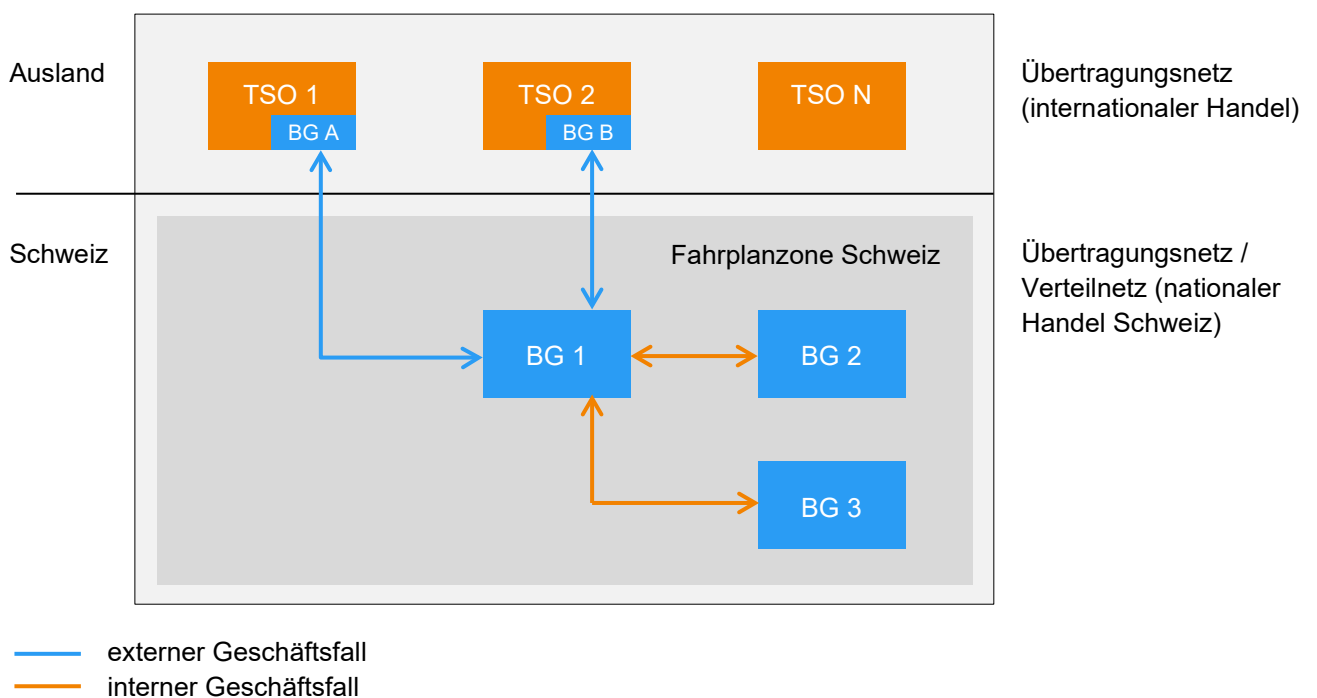 Ausland
TSO 1
BG A
TSO 2
BG B
TSO N
Übertragungsnetz
(internationaler Handel)
Schweiz
Fahrplanzone Schweiz
Übertragungsnetz /
Verteilnetz (nationaler
Handel Schweiz)
BG 1
BG 2
BG 3
externer Geschäftsfall
interner Geschäftsfall